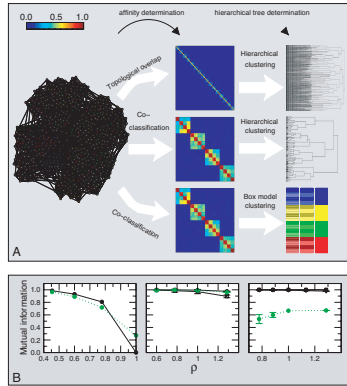 affinity determination
hierarchical tree determination
0.0 0.5 1.0
Topological overlap
Hierarchical
clustering
Co-
classification
Hierarchical
clustering
Co-classification
Box model
clustering
A
Mutual information
1.0
0.8
0.6
0.4
0.2
0.0
0.4 0.5 0.6 0.7 0.8 0.9 1
0.6 0.8 1 1.2
0.8 1 1.2
ρ
B